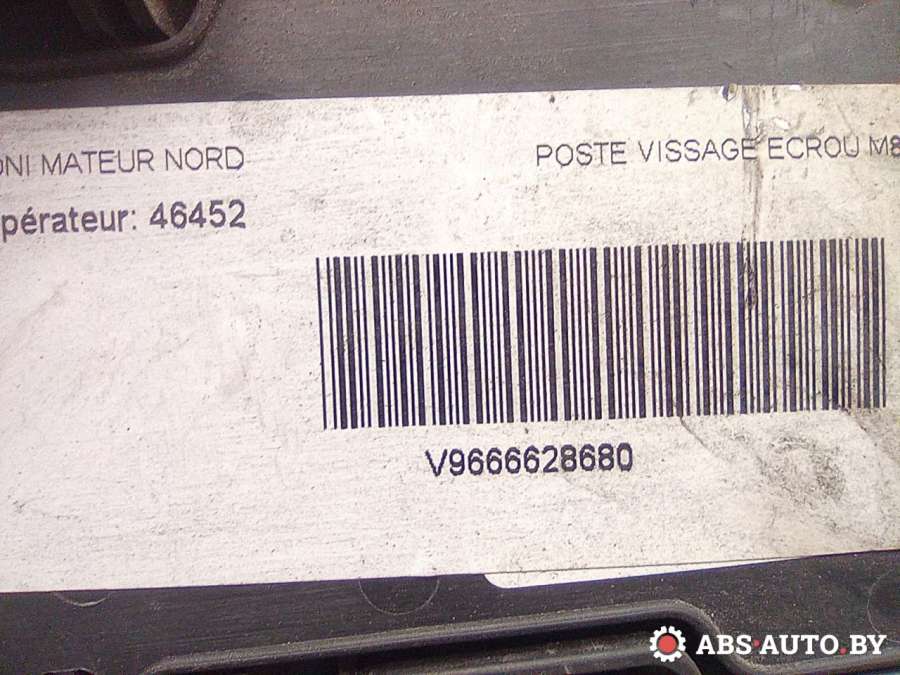 ONI MATEUR NORD
POSTE VISSAGE ECROU M8
pérateur: 46452
V9666628680
ABS-AUTO.BY